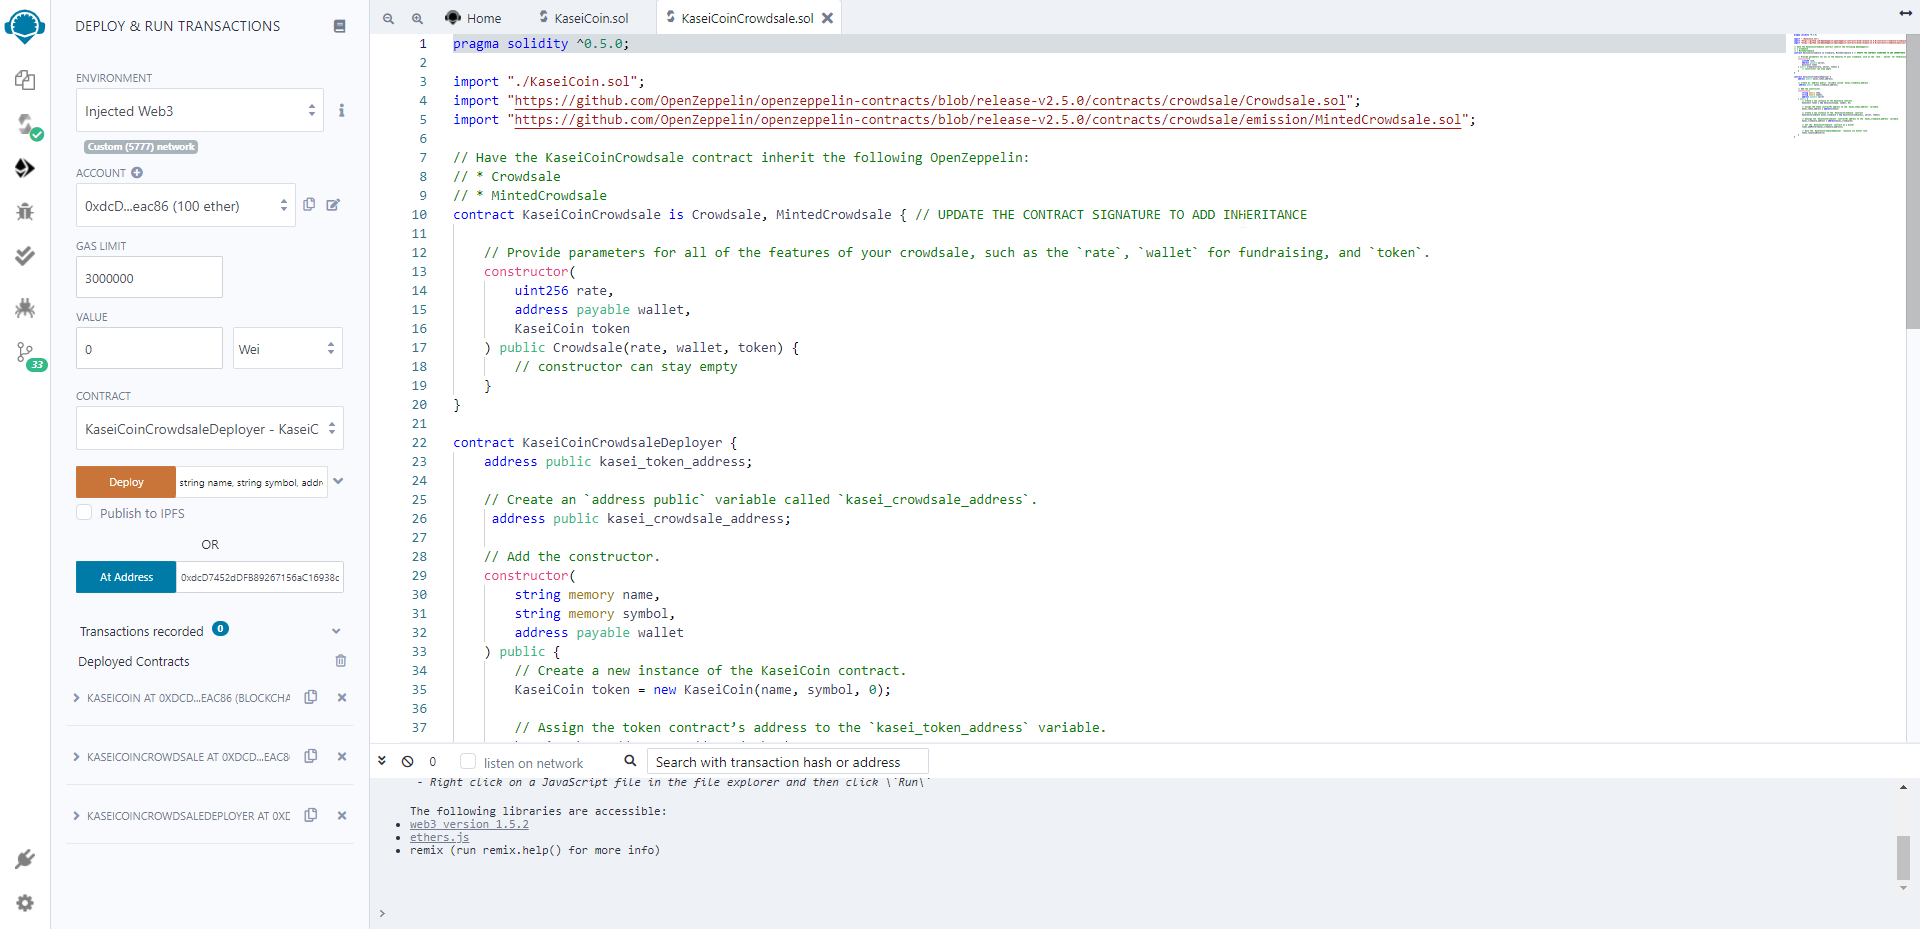 DEPLOY & RUN TRANSACTIONS
ENVIRONMENT
Injected Web3
Custom (5777) network
ACCOUNT
0xdcD...eac86 (100 ether)
GAS LIMIT
3000000
VALUE
0
Wei
CONTRACT
KaseiCoinCrowdsaleDeployer - KaseiC
Deploy
string name, string symbol, addre
Publish to IPFS
OR
At Address
0xdcD7452dDFB89267156aC16938c
Transactions recorded 0
Deployed Contracts
KASEICOIN AT 0XDCD...EAC86 (BLOCKCHA
KASEICOINCROWDSALE AT 0XDCD...EAC8
KASEICOINCROWDSALEDEPLOYER AT 0XD
33
Home
KaseiCoin.sol
KaseiCoinCrowdsale.sol
1 pragma solidity ^0.5.0;
2
3 import "./KaseiCoin.sol";
4 import "https://github.com/OpenZeppelin/openzeppelin-contracts/blob/release-v2.5.0/contracts/crowdsale/Crowdsale.sol";
5 import "https://github.com/OpenZeppelin/openzeppelin-contracts/blob/release-v2.5.0/contracts/crowdsale/emission/MintedCrowdsale.sol";
6
7 // Have the KaseiCoinCrowdsale contract inherit the following OpenZeppelin:
8 // * Crowdsale
9 // * MintedCrowdsale
10 contract KaseiCoinCrowdsale is Crowdsale, MintedCrowdsale { // UPDATE THE CONTRACT SIGNATURE TO ADD INHERITANCE
11
12 // Provide parameters for all of the features of your crowdsale, such as the `rate`, `wallet` for fundraising, and `token`.
13 constructor(
14 uint256 rate,
15 address payable wallet,
16 KaseiCoin token
17 ) public Crowdsale(rate, wallet, token) {
18 // constructor can stay empty
19 }
20 }
21
22 contract KaseiCoinCrowdsaleDeployer {
23 address public kasei_token_address;
24
25 // Create an `address public` variable called `kasei_crowdsale_address`.
26 address public kasei_crowdsale_address;
27
28 // Add the constructor.
29 constructor(
30 string memory name,
31 string memory symbol,
32 address payable wallet
33 ) public {
34 // Create a new instance of the KaseiCoin contract.
35 KaseiCoin token = new KaseiCoin(name, symbol, 0);
36
37 // Assign the token contract’s address to the `kasei_token_address` variable.
0
listen on network
Search with transaction hash or address
- Right click on a JavaScript file in the file explorer and then click \`Run\`
The following libraries are accessible:
• web3 version 1.5.2
• ethers.js
• remix (run remix.help() for more info)
>